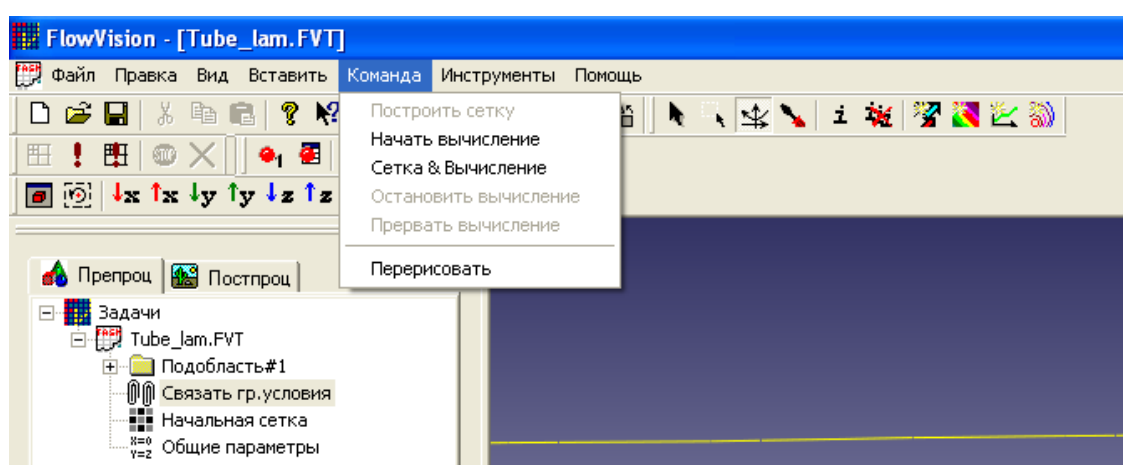 FlowVision - [Tube_lam.FVT]
Файл Правка Вид Вставить Команда Инструменты Помощь
Построить сетку
Начать вычисление
Сетка & Вычисление
Остановить вычисление
Прервать вычисление
Перерисовать
x x y y z z
Препроц Постпроц
Задачи
Tube_lam.FVT
Подобласть#1
Связать гр.условия
Начальная сетка
X=0
Y=Z
Общие параметры